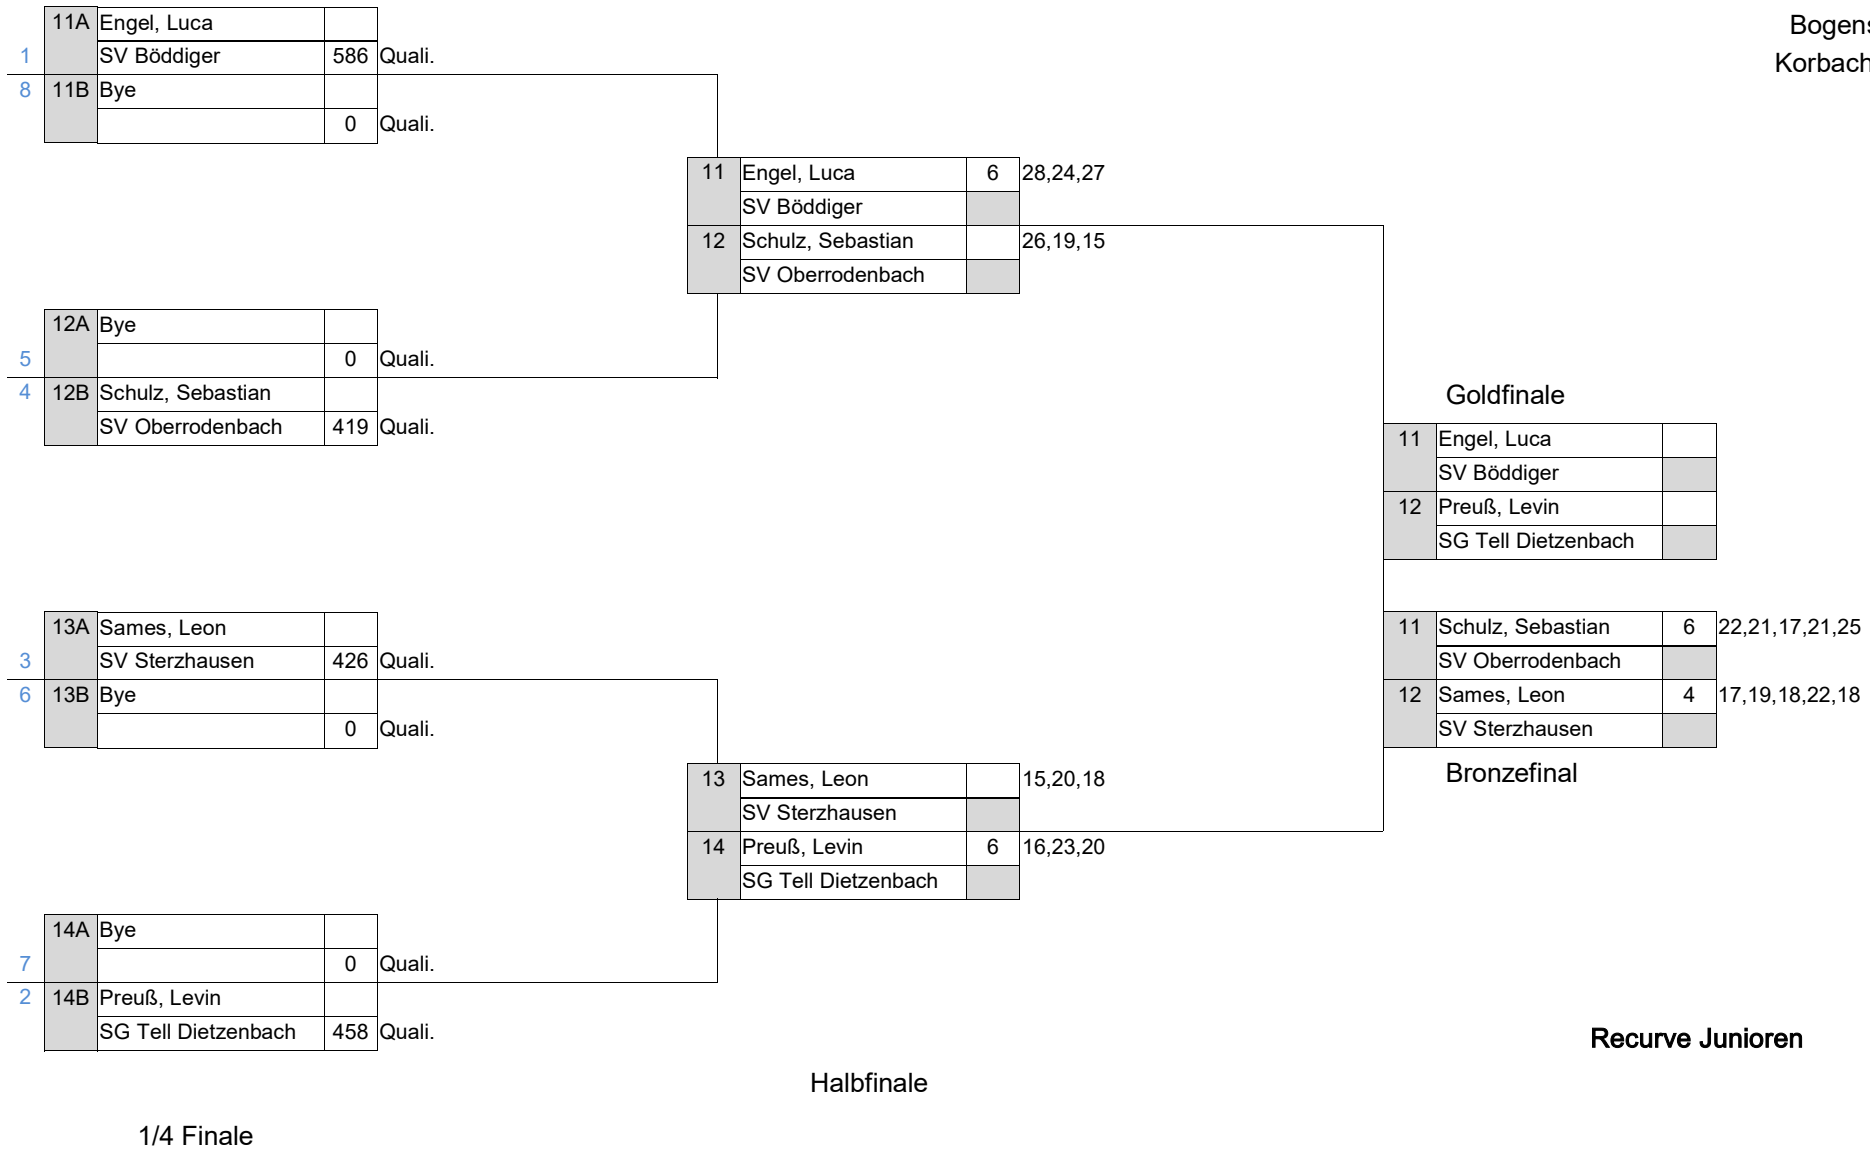 11A Engel, Luca
1 SV Böddiger 586 Quali.
8 11B Bye
0 Quali.
Bogens
Korbach
11 Engel, Luca 6 28,24,27
SV Böddiger
12 Schulz, Sebastian 26,19,15
SV Oberrodenbach
12A Bye
5 0 Quali.
4 12B Schulz, Sebastian
SV Oberrodenbach 419 Quali.
Goldfinale
11 Engel, Luca
SV Böddiger
12 Preuß, Levin
SG Tell Dietzenbach
13A Sames, Leon
3 SV Sterzhausen 426 Quali.
6 13B Bye
0 Quali.
11 Schulz, Sebastian 6 22,21,17,21,25
SV Oberrodenbach
12 Sames, Leon 4 17,19,18,22,18
SV Sterzhausen
Bronzefinal
13 Sames, Leon 15,20,18
SV Sterzhausen
14 Preuß, Levin 6 16,23,20
SG Tell Dietzenbach
14A Bye
7 0 Quali.
2 14B Preuß, Levin
SG Tell Dietzenbach 458 Quali.
Recurve Junioren
Halbfinale
1/4 Finale